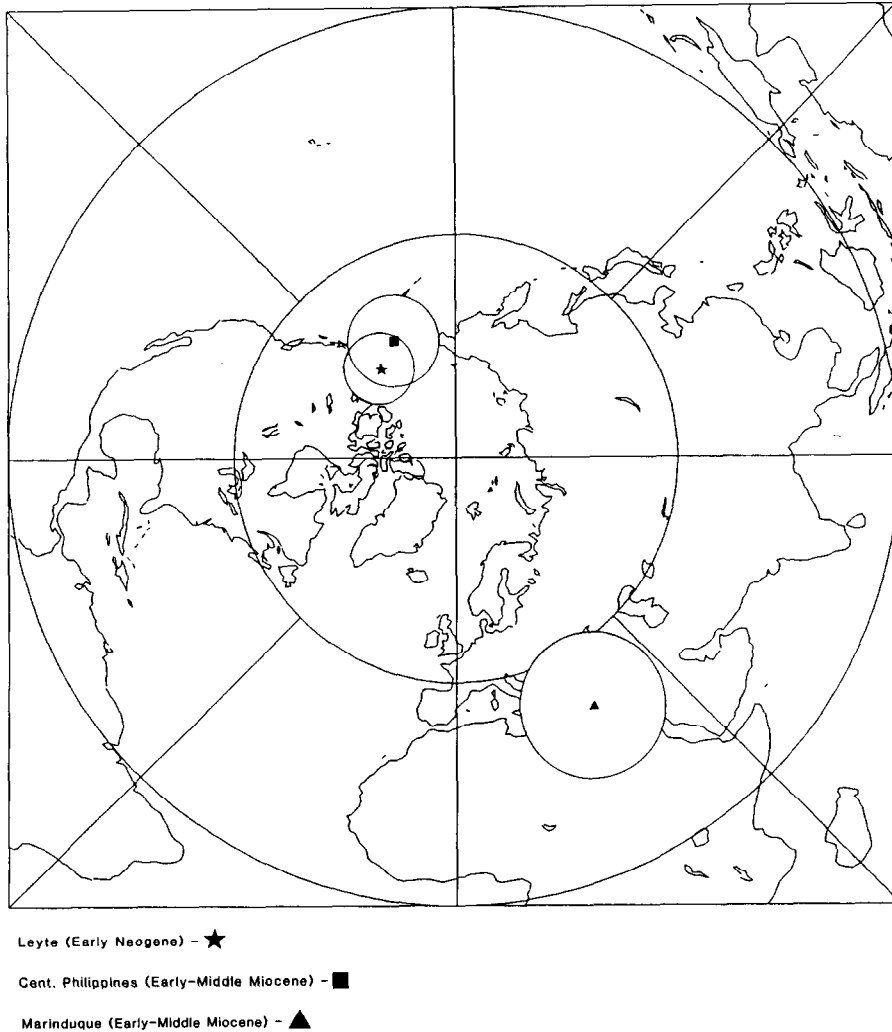 Leyte (Early Neogene) - ★
Cent. Philippines (Early-Middle Miocene) - ■
Marinduque (Early-Middle Miocene) - ▲